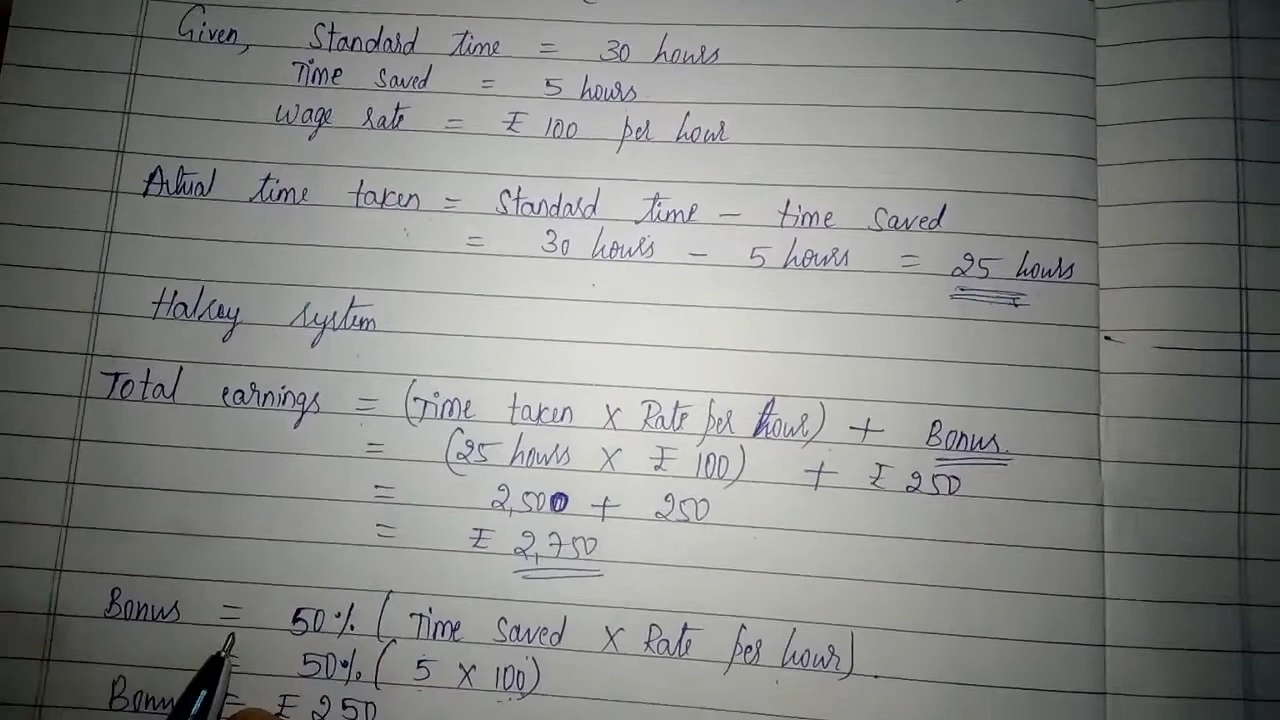 Given, Standard time = 30 hours
Time saved = 5 hours
Wage rate = ₹ 100 per hour
Actual time taken = Standard time - time saved
= 30 hours - 5 hours = 25 hours
Halsey system
Total earnings = (Time taken X Rate per hour) + Bonus.
= (25 hours X ₹ 100) + ₹ 250
= 2,500 + 250
= ₹ 2,750
Bonus = 50% ( Time saved X Rate per hour)
= 50% ( 5 X 100)
= ₹ 250